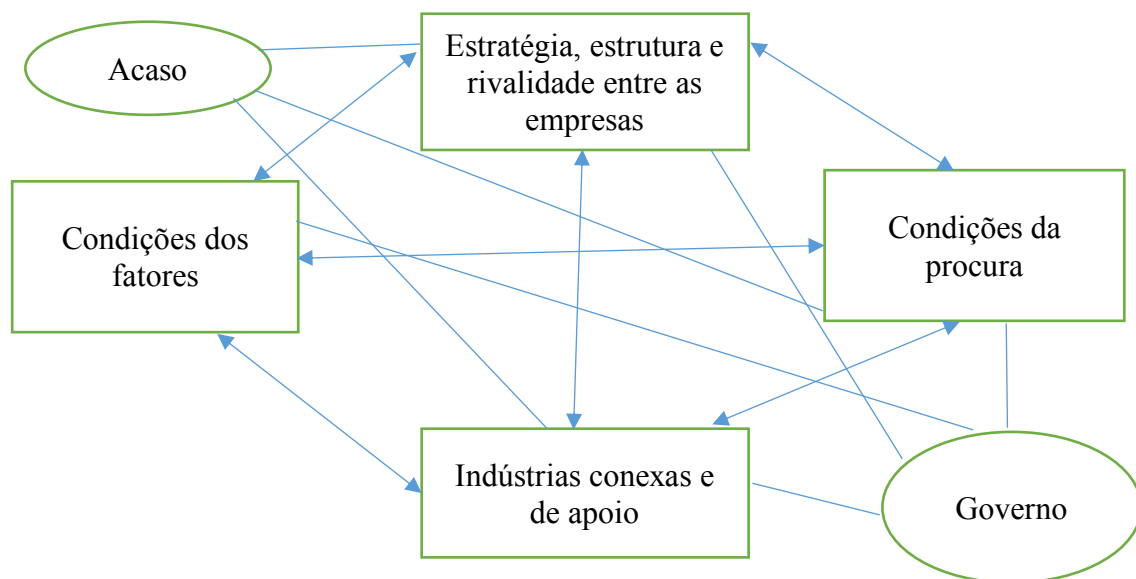 Acaso
Estratégia, estrutura e
rivalidade entre as
empresas
Condições dos
fatores
Condições da
procura
Indústrias conexas e
de apoio
Governo